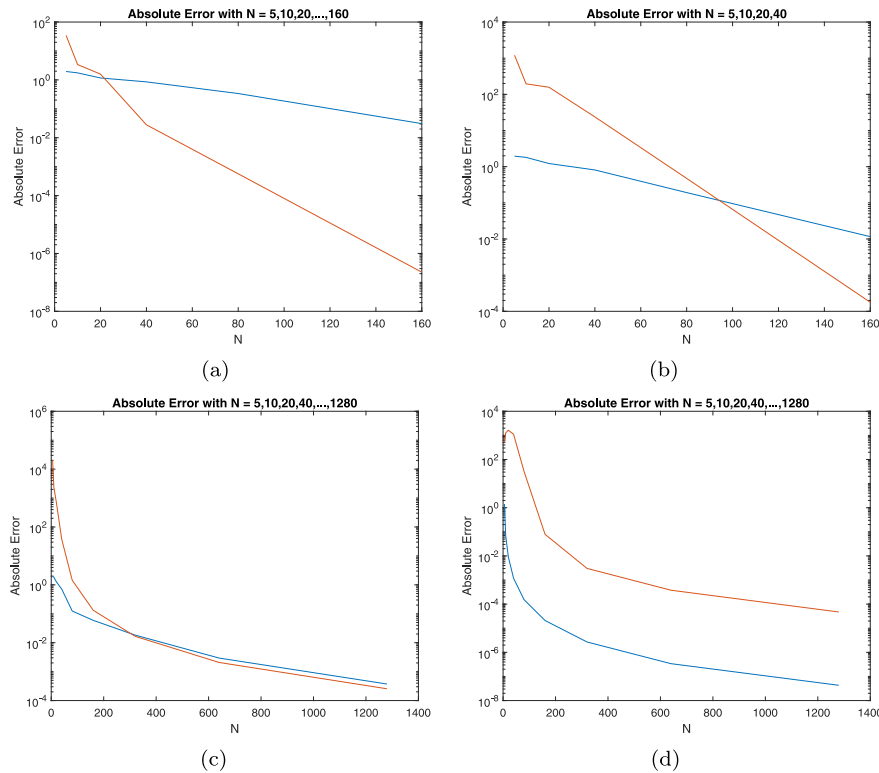 Absolute Error with N = 5,10,20,...,160
10^2
10^0
10^-2
10^-4
10^-6
10^-8
Absolute Error
0 20 40 60 80 100 120 140 160
N
(a)
Absolute Error with N = 5,10,20,40
10^4
10^2
10^0
10^-2
10^-4
Absolute Error
0 20 40 60 80 100 120 140 160
N
(b)
Absolute Error with N = 5,10,20,40,...,1280
10^6
10^4
10^2
10^0
10^-2
10^-4
Absolute Error
0 200 400 600 800 1000 1200 1400
N
(c)
Absolute Error with N = 5,10,20,40,...,1280
10^4
10^2
10^0
10^-2
10^-4
10^-6
10^-8
Absolute Error
0 200 400 600 800 1000 1200 1400
N
(d)